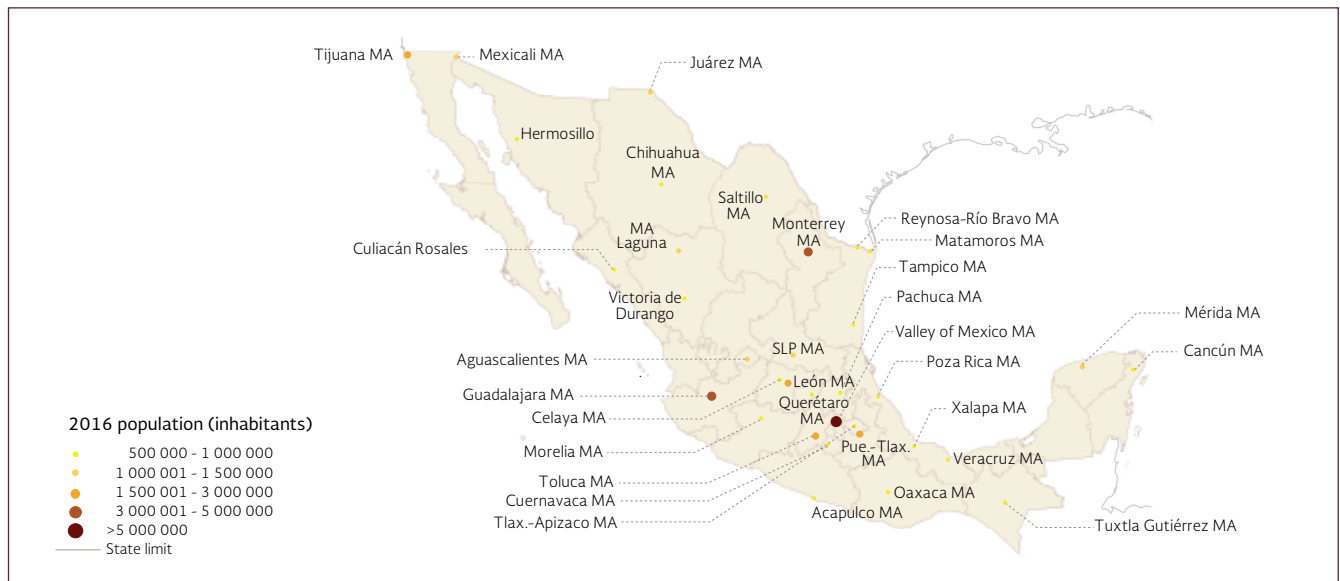 Tijuana MA
Mexicali MA
Juárez MA
Hermosillo
Chihuahua
MA
Saltillo
MA
Monterrey
MA
Reynosa-Río Bravo MA
Matamoros MA
MA
Laguna
Culiacán Rosales
Tampico MA
Victoria de
Durango
Pachuca MA
Valley of Mexico MA
Mérida MA
SLP MA
Aguascalientes MA
Poza Rica MA
Cancún MA
León MA
Guadalajara MA
Querétaro
MA
Celaya MA
Xalapa MA
Morelia MA
Pue.-Tlax.
MA
Veracruz MA
Toluca MA
Cuernavaca MA
Oaxaca MA
Acapulco MA
Tlax.-Apizaco MA
Tuxtla Gutiérrez MA
2016 population (inhabitants)
500 000 - 1 000 000
1 000 001 - 1 500 000
1 500 001 - 3 000 000
3 000 001 - 5 000 000
>5 000 000
State limit